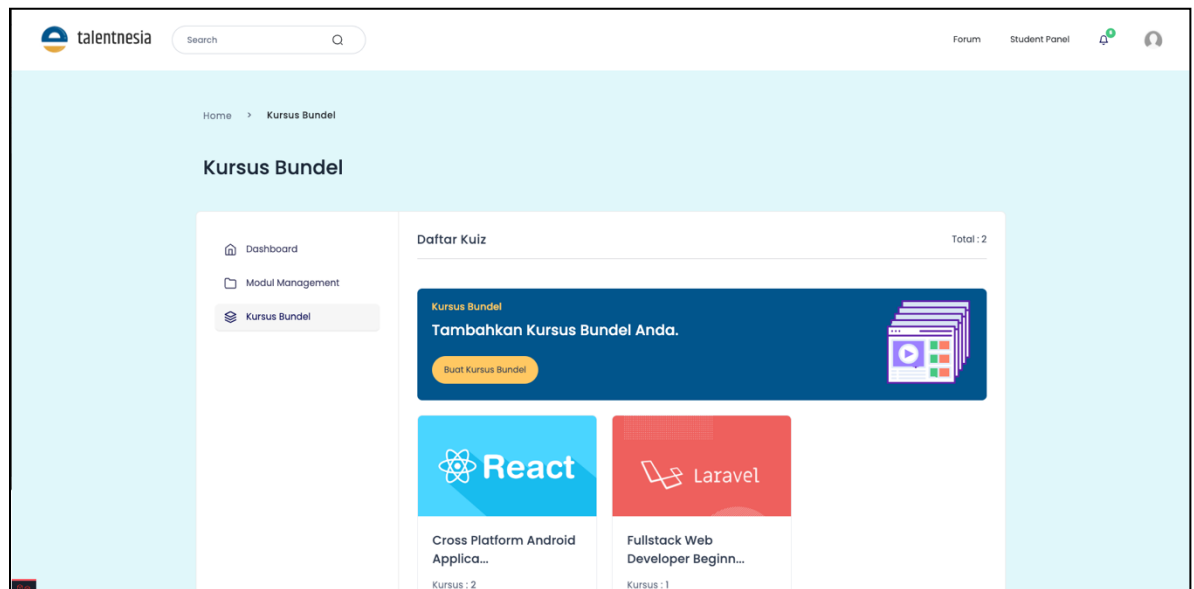 talentnesia
Search
Forum
Student Panel
Home > Kursus Bundel
Kursus Bundel
Dashboard
Modul Management
Kursus Bundel
Daftar Kuiz
Total : 2
Kursus Bundel
Tambahkan Kursus Bundel Anda.
Buat Kursus Bundel
React
Laravel
Cross Platform Android
Applica...
Kursus : 2
Fullstack Web
Developer Beginn...
Kursus : 1